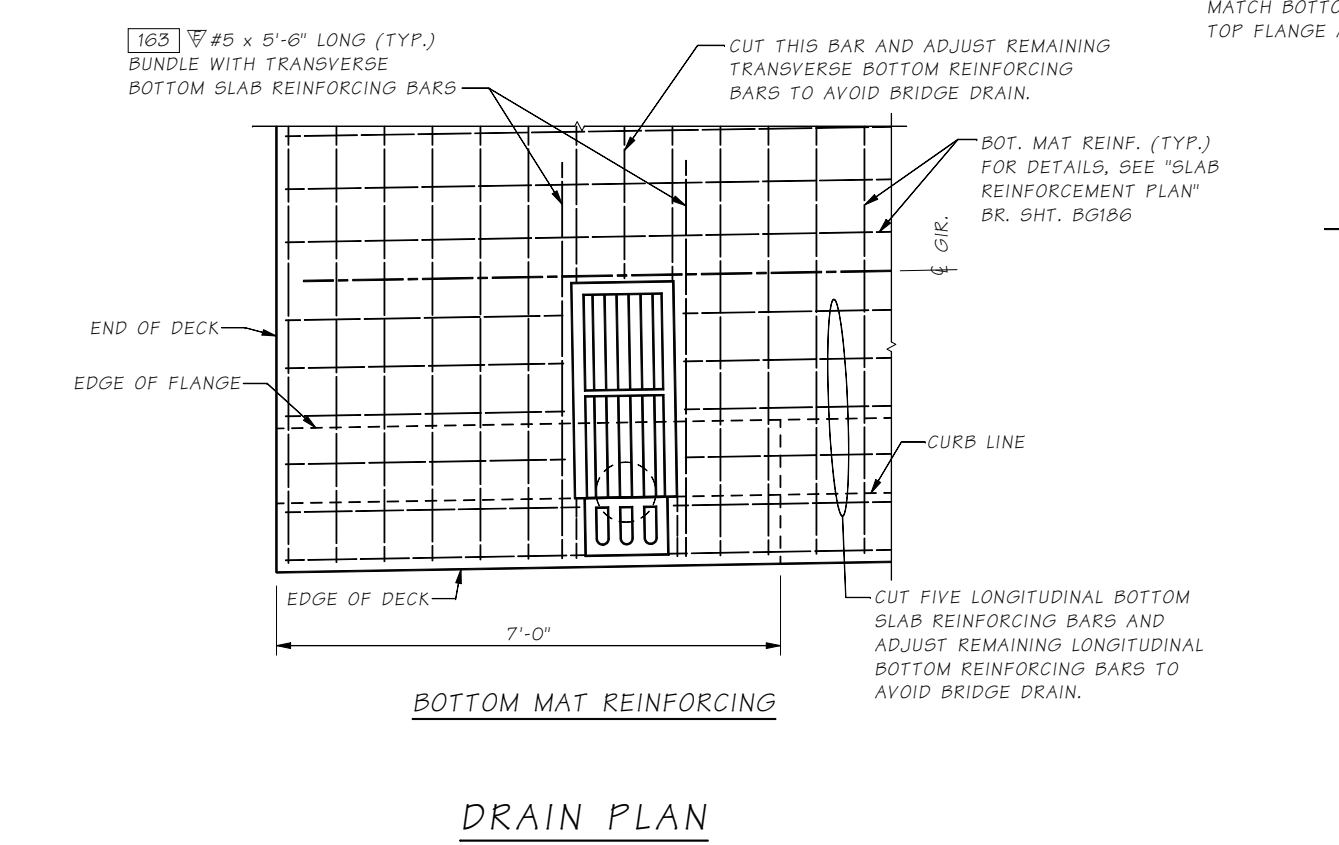 MATCH BOTTO
TOP FLANGE A
163 E #5 x 5'-6" LONG (TYP.)
BUNDLE WITH TRANSVERSE
BOTTOM SLAB REINFORCING BARS
CUT THIS BAR AND ADJUST REMAINING
TRANSVERSE BOTTOM REINFORCING
BARS TO AVOID BRIDGE DRAIN.
BOT. MAT REINF. (TYP.)
FOR DETAILS, SEE "SLAB
REINFORCEMENT PLAN"
BR. SHT. BG186
℄ GIR.
END OF DECK
EDGE OF FLANGE
CURB LINE
EDGE OF DECK
7'-0"
CUT FIVE LONGITUDINAL BOTTOM
SLAB REINFORCING BARS AND
ADJUST REMAINING LONGITUDINAL
BOTTOM REINFORCING BARS TO
AVOID BRIDGE DRAIN.
BOTTOM MAT REINFORCING
DRAIN PLAN